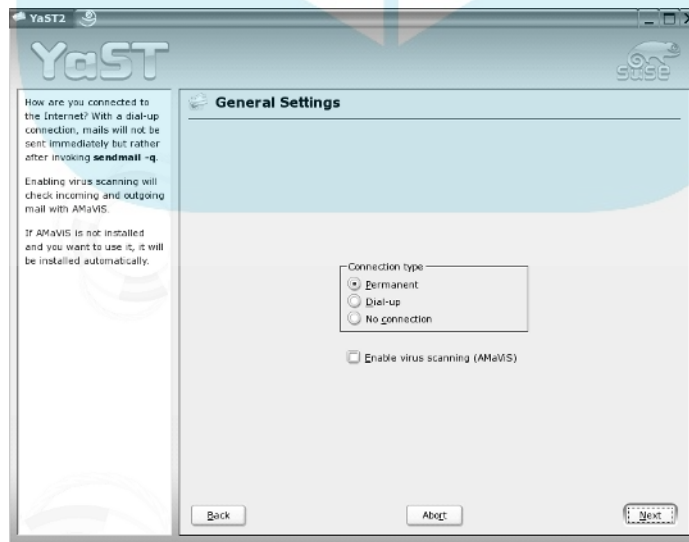 YaST2
YaST
SuSE
How are you connected to
the Internet? With a dial-up
connection, mails will not be
sent immediately but rather
after invoking sendmail -q.
Enabling virus scanning will
check incoming and outgoing
mail with AMaViS.
If AMaViS is not installed
and you want to use it, it will
be installed automatically.
General Settings
Connection type
Permanent
Dial-up
No connection
Enable virus scanning (AMaViS)
Back
Abort
Next